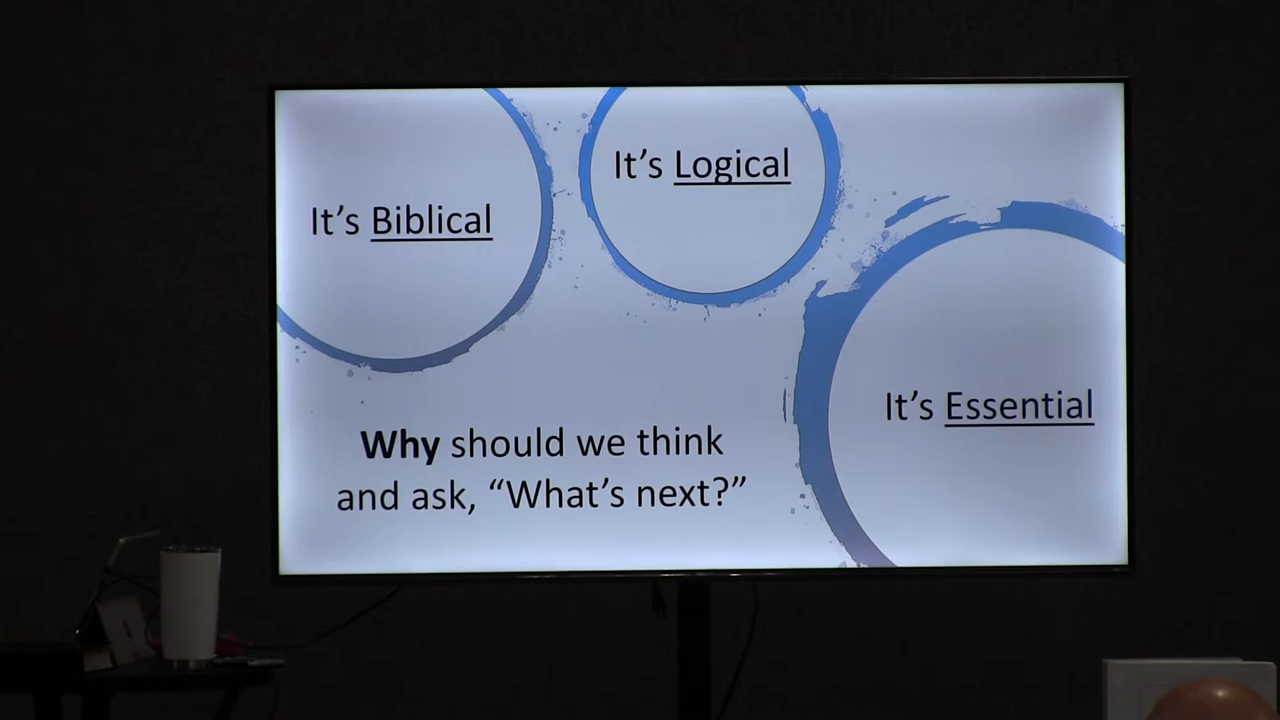 It's Biblical
It's Logical
It's Essential
Why should we think
and ask, “What's next?”